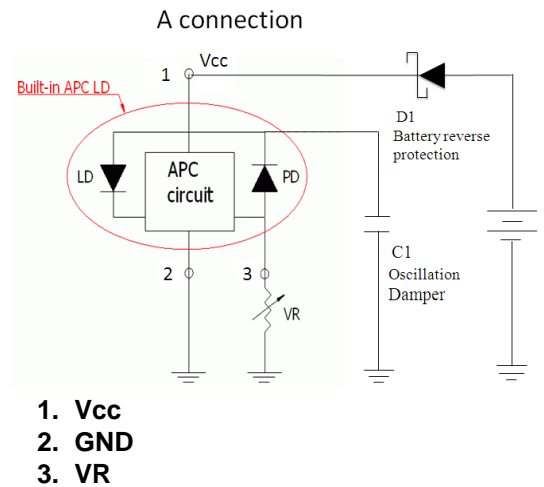 A connection
Vcc
1
Built-in APC LD
D1
Battery reverse
protection
LD
APC
circuit
PD
C1
Oscillation
Damper
2
3
VR
1. Vcc
2. GND
3. VR